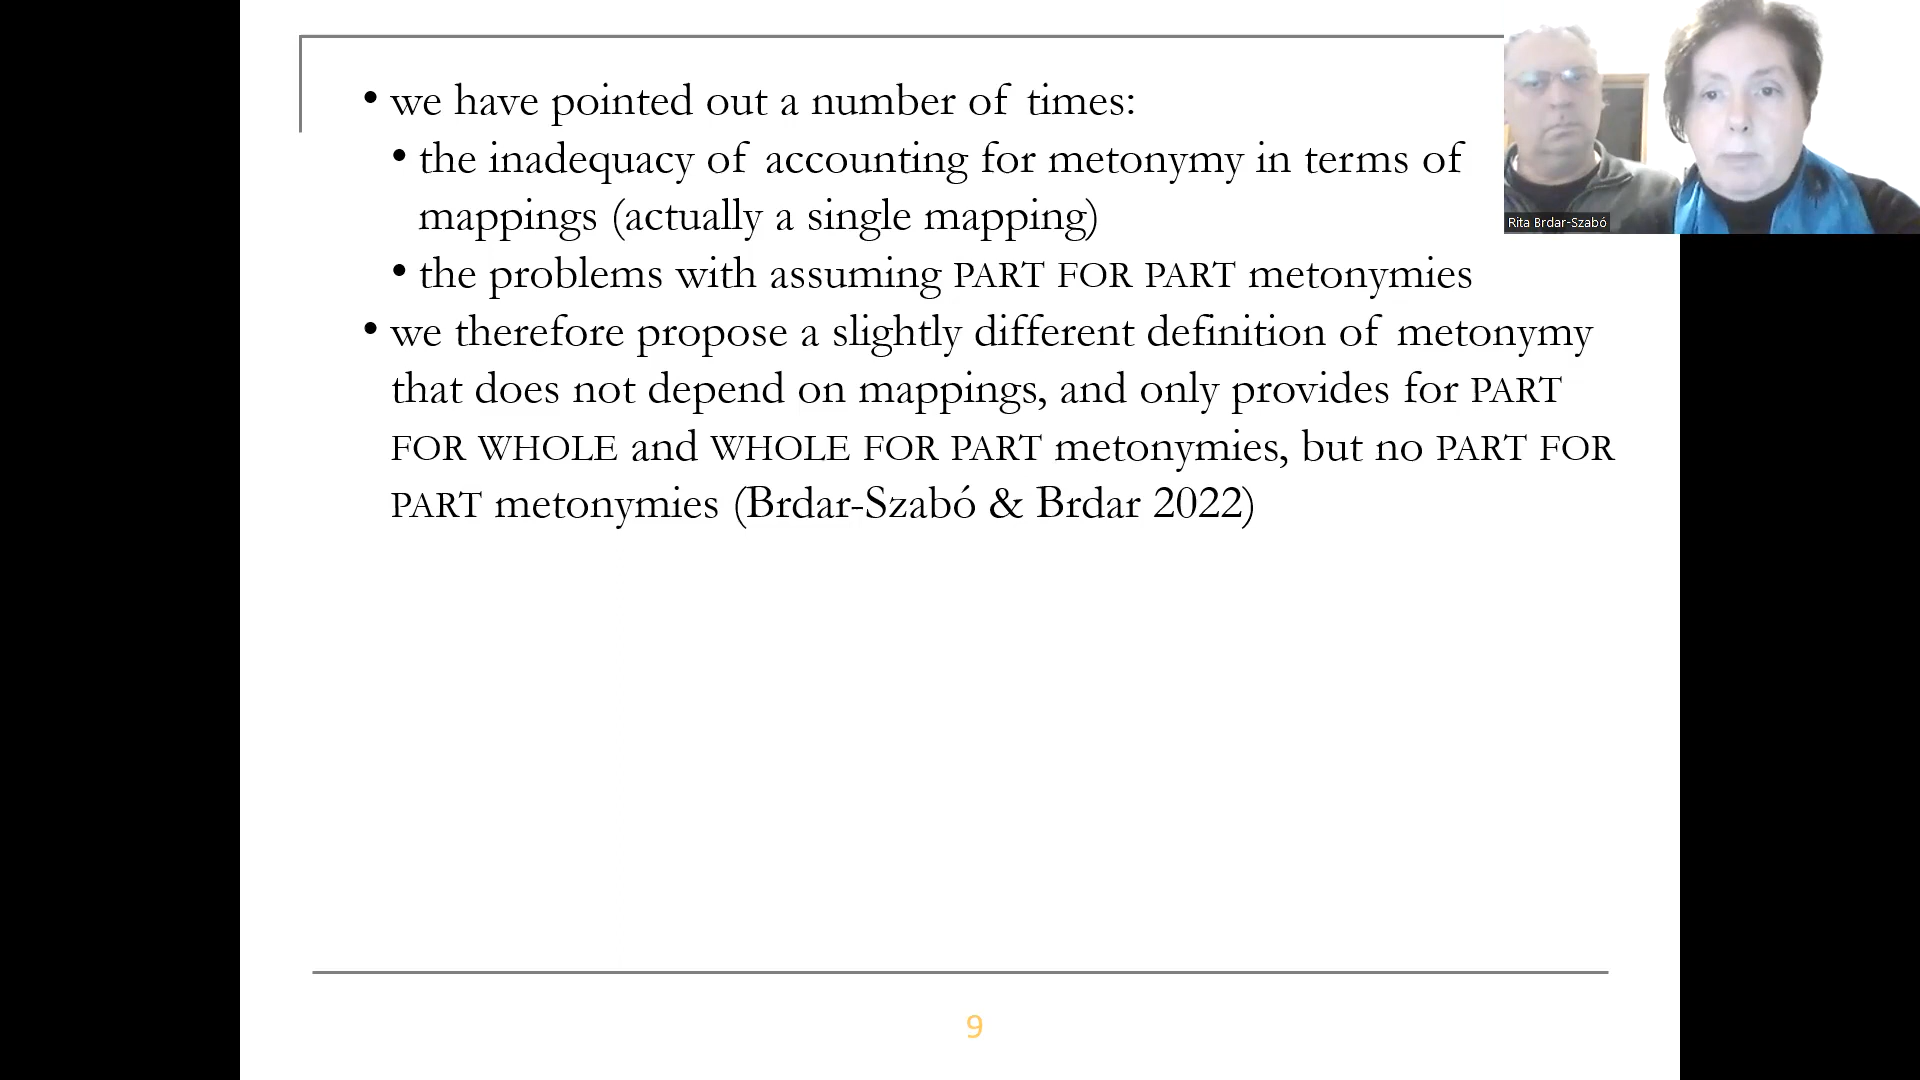 • we have pointed out a number of times:
• the inadequacy of accounting for metonymy in terms of
mappings (actually a single mapping)
• the problems with assuming PART FOR PART metonymies
• we therefore propose a slightly different definition of metonymy
that does not depend on mappings, and only provides for PART
FOR WHOLE and WHOLE FOR PART metonymies, but no PART FOR
PART metonymies (Brdar-Szabó & Brdar 2022)
Rita Brdar-Szabó
9